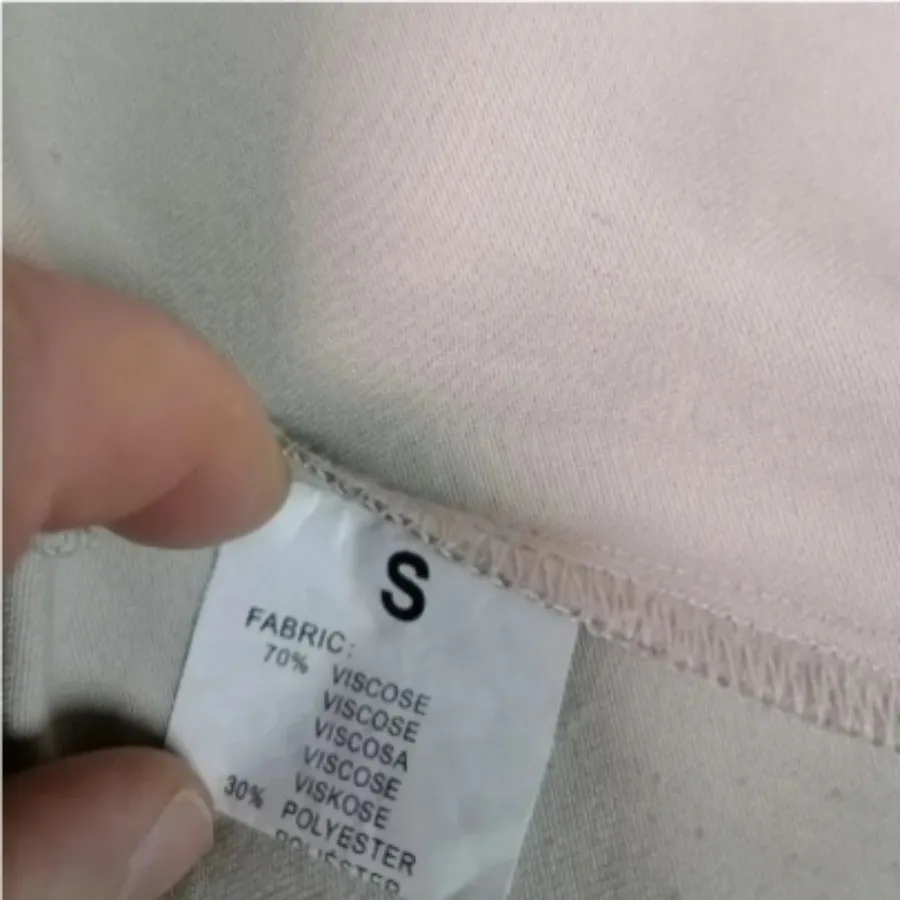 S
FABRIC:
70% VISCOSE
VISCOSE
VISCOSA
VISCOSE
VISKOSE
30% POLYESTER